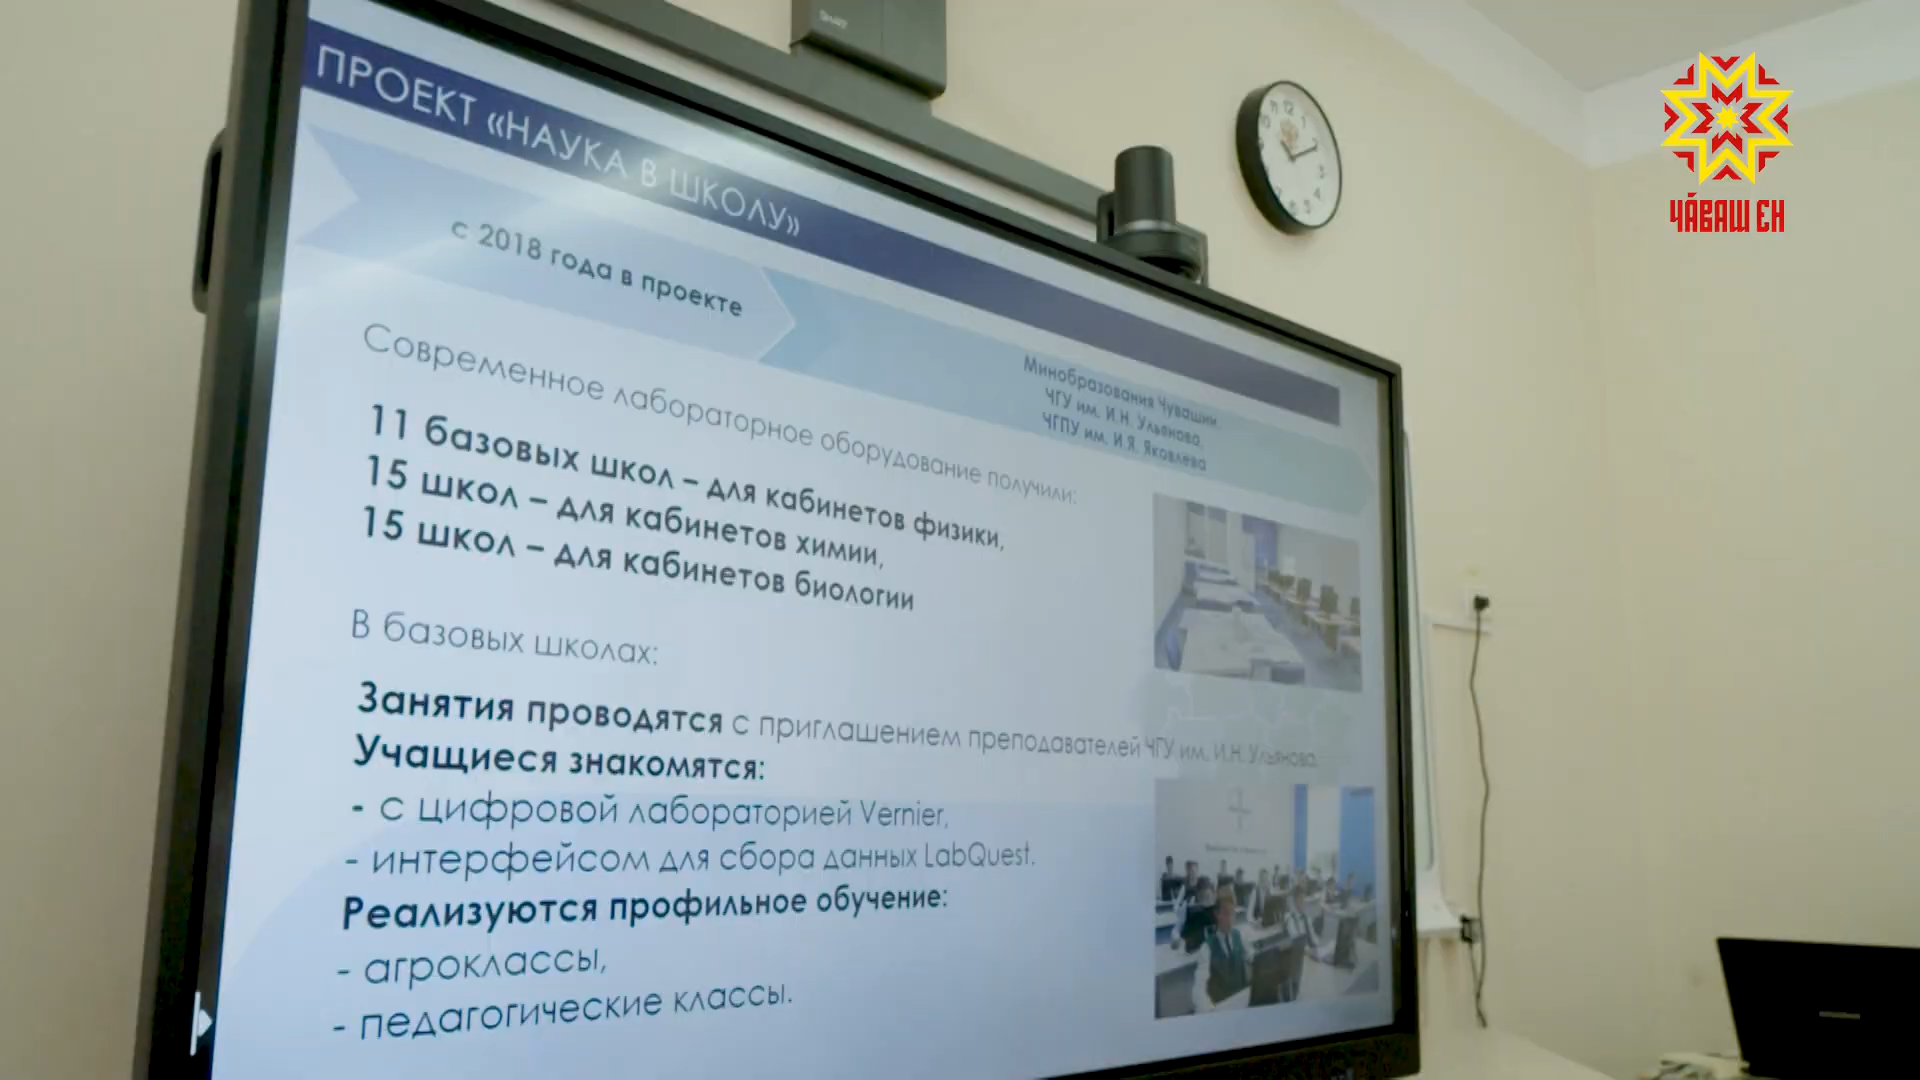 ПРОЕКТ «НАУКА В ШКОЛУ»
с 2018 года в проекте
Минобразования Чувашии,
ЧГУ им. И.Н. Ульянова,
ЧГПУ им. И.Я. Яковлева
Современное лабораторное оборудование получили:
11 базовых школ – для кабинетов физики,
15 школ – для кабинетов химии,
15 школ – для кабинетов биологии
В базовых школах:
Занятия проводятся с приглашением преподавателей ЧГУ им. И.Н. Ульянова.
Учащиеся знакомятся:
- с цифровой лабораторией Vernier,
- интерфейсом для сбора данных LabQuest.
Реализуются профильное обучение:
- агроклассы,
- педагогические классы.
ЧӐВАШ ЕН